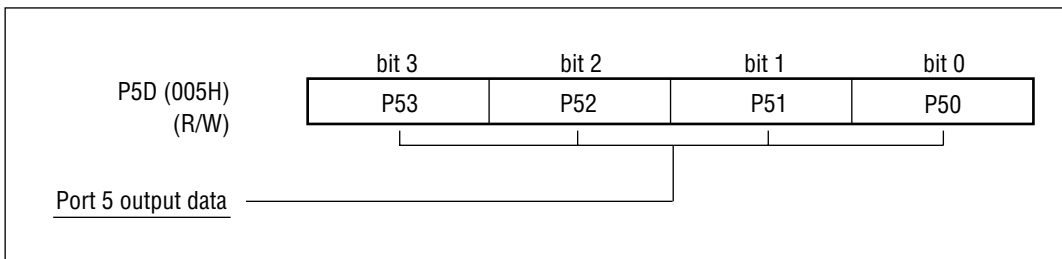 bit 3 bit 2 bit 1 bit 0
P5D (005H) P53 P52 P51 P50
(R/W)
Port 5 output data